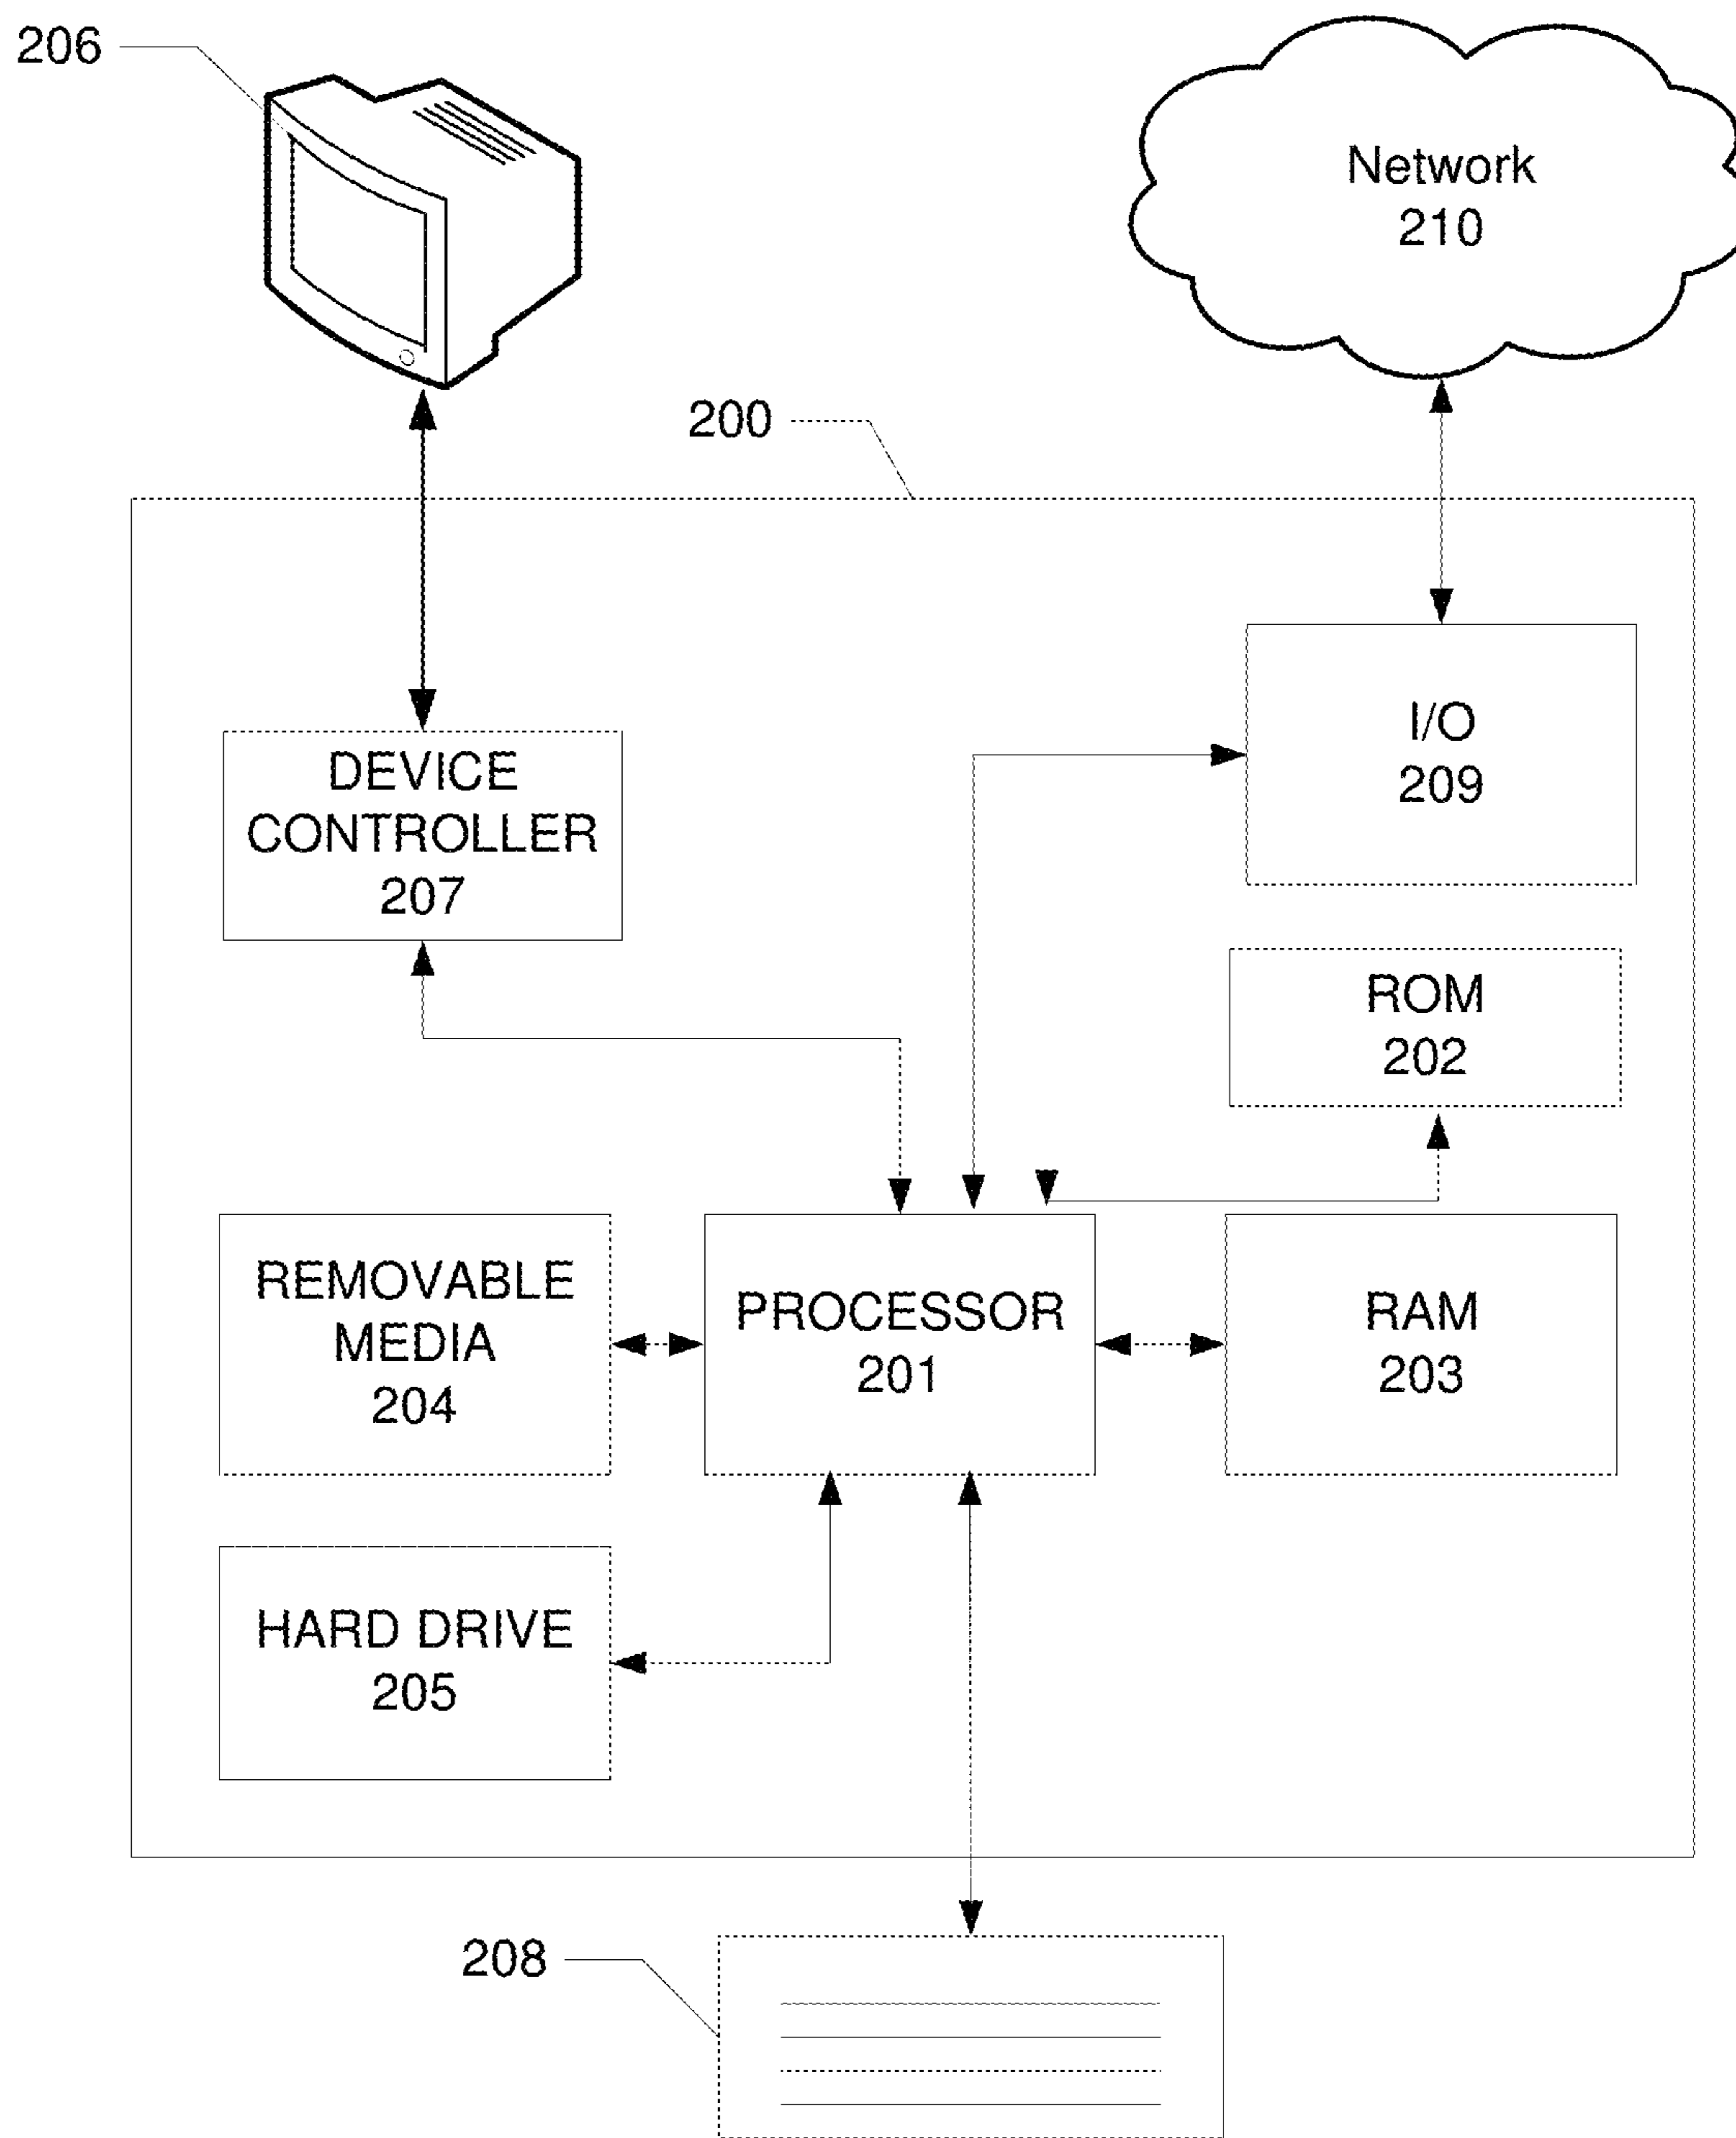 206
Network
210
200
I/O
209
DEVICE
CONTROLLER
207
ROM
202
REMOVABLE
MEDIA
204
PROCESSOR
201
RAM
203
HARD DRIVE
205
208